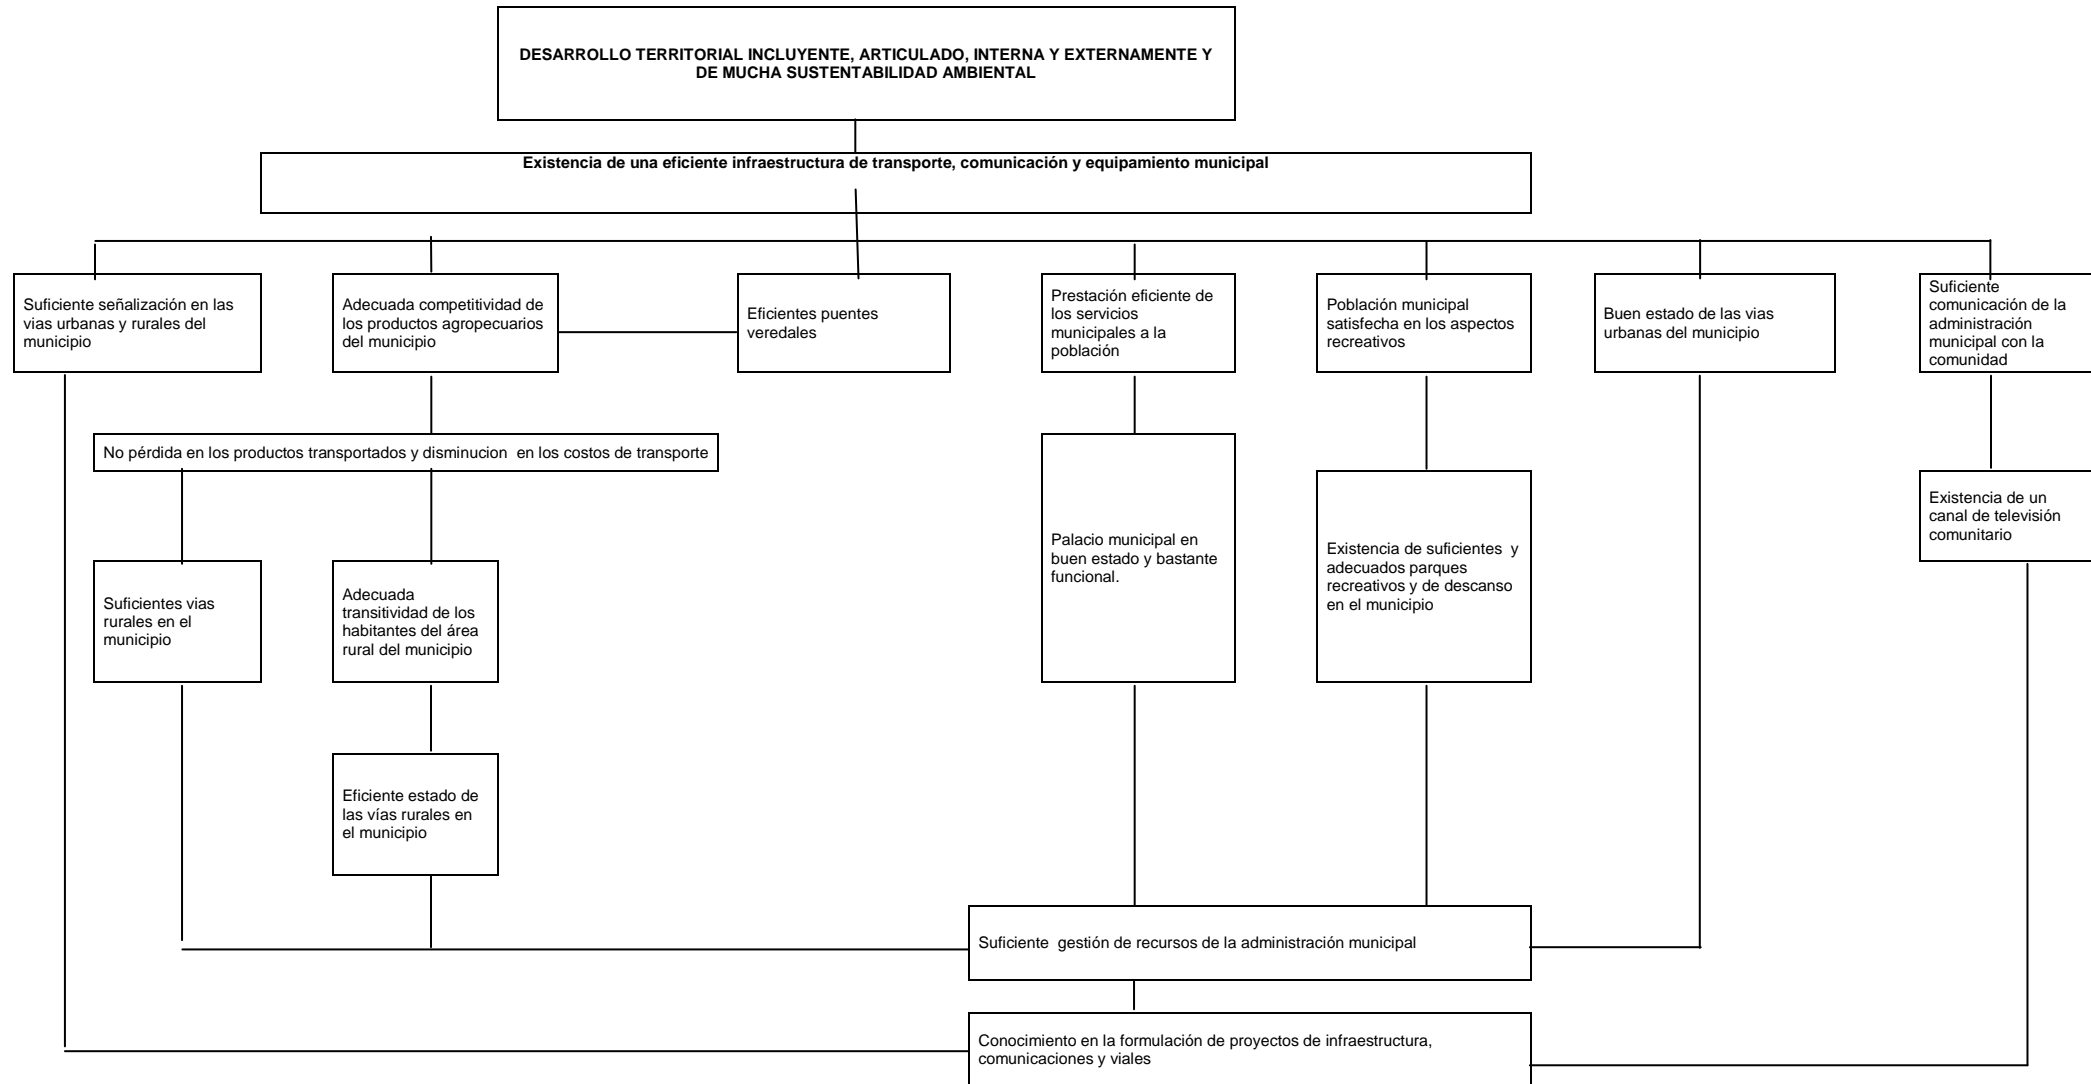 DESARROLLO TERRITORIAL INCLUYENTE, ARTICULADO, INTERNA Y EXTERNAMENTE Y
DE MUCHA SUSTENTABILIDAD AMBIENTAL
Existencia de una eficiente infraestructura de transporte, comunicación y equipamiento municipal
Suficiente señalización en las
vias urbanas y rurales del
municipio
Adecuada competitividad de
los productos agropecuarios
del municipio
Eficientes puentes
veredales
Prestación eficiente de
los servicios
municipales a la
población
Población municipal
satisfecha en los aspectos
recreativos
Buen estado de las vias
urbanas del municipio
Suficiente
comunicación de la
administración
municipal con la
comunidad
No pérdida en los productos transportados y disminucion  en los costos de transporte
Palacio municipal en
buen estado y bastante
funcional.
Existencia de suficientes  y
adecuados parques
recreativos y de descanso
en el municipio
Existencia de un
canal de televisión
comunitario
Suficientes vias
rurales en el
municipio
Adecuada
transitividad de los
habitantes del área
rural del municipio
Eficiente estado de
las vías rurales en
el municipio
Suficiente  gestión de recursos de la administración municipal
Conocimiento en la formulación de proyectos de infraestructura,
comunicaciones y viales